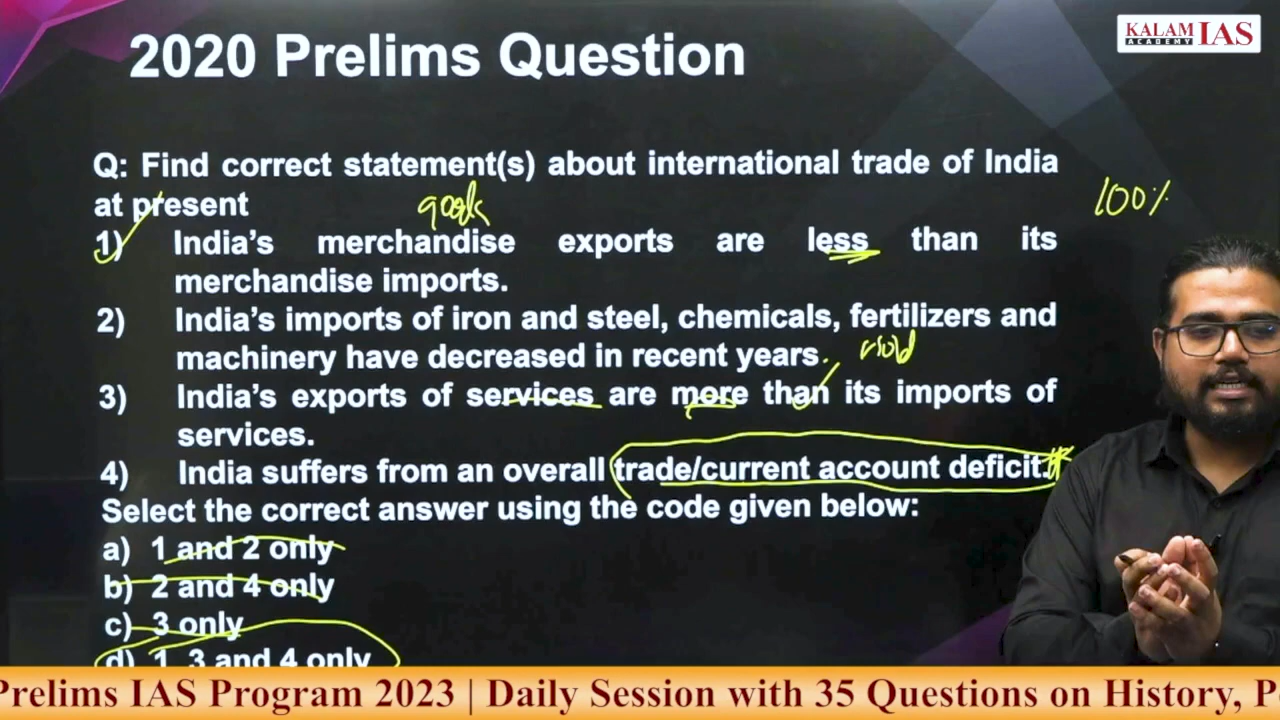 KALAM
ACADEMY IAS
2020 Prelims Question
Q: Find correct statement(s) about international trade of India
at present
goods
100%
1) India's merchandise exports are less than its
merchandise imports.
2) India's imports of iron and steel, chemicals, fertilizers and
machinery have decreased in recent years.
3) India's exports of services are more than its imports of
services.
4) India suffers from an overall trade/current account deficit.
Select the correct answer using the code given below:
a) 1 and 2 only
b) 2 and 4 only
c) 3 only
d) 1, 3 and 4 only
Prelims IAS Program 2023 | Daily Session with 35 Questions on History, P